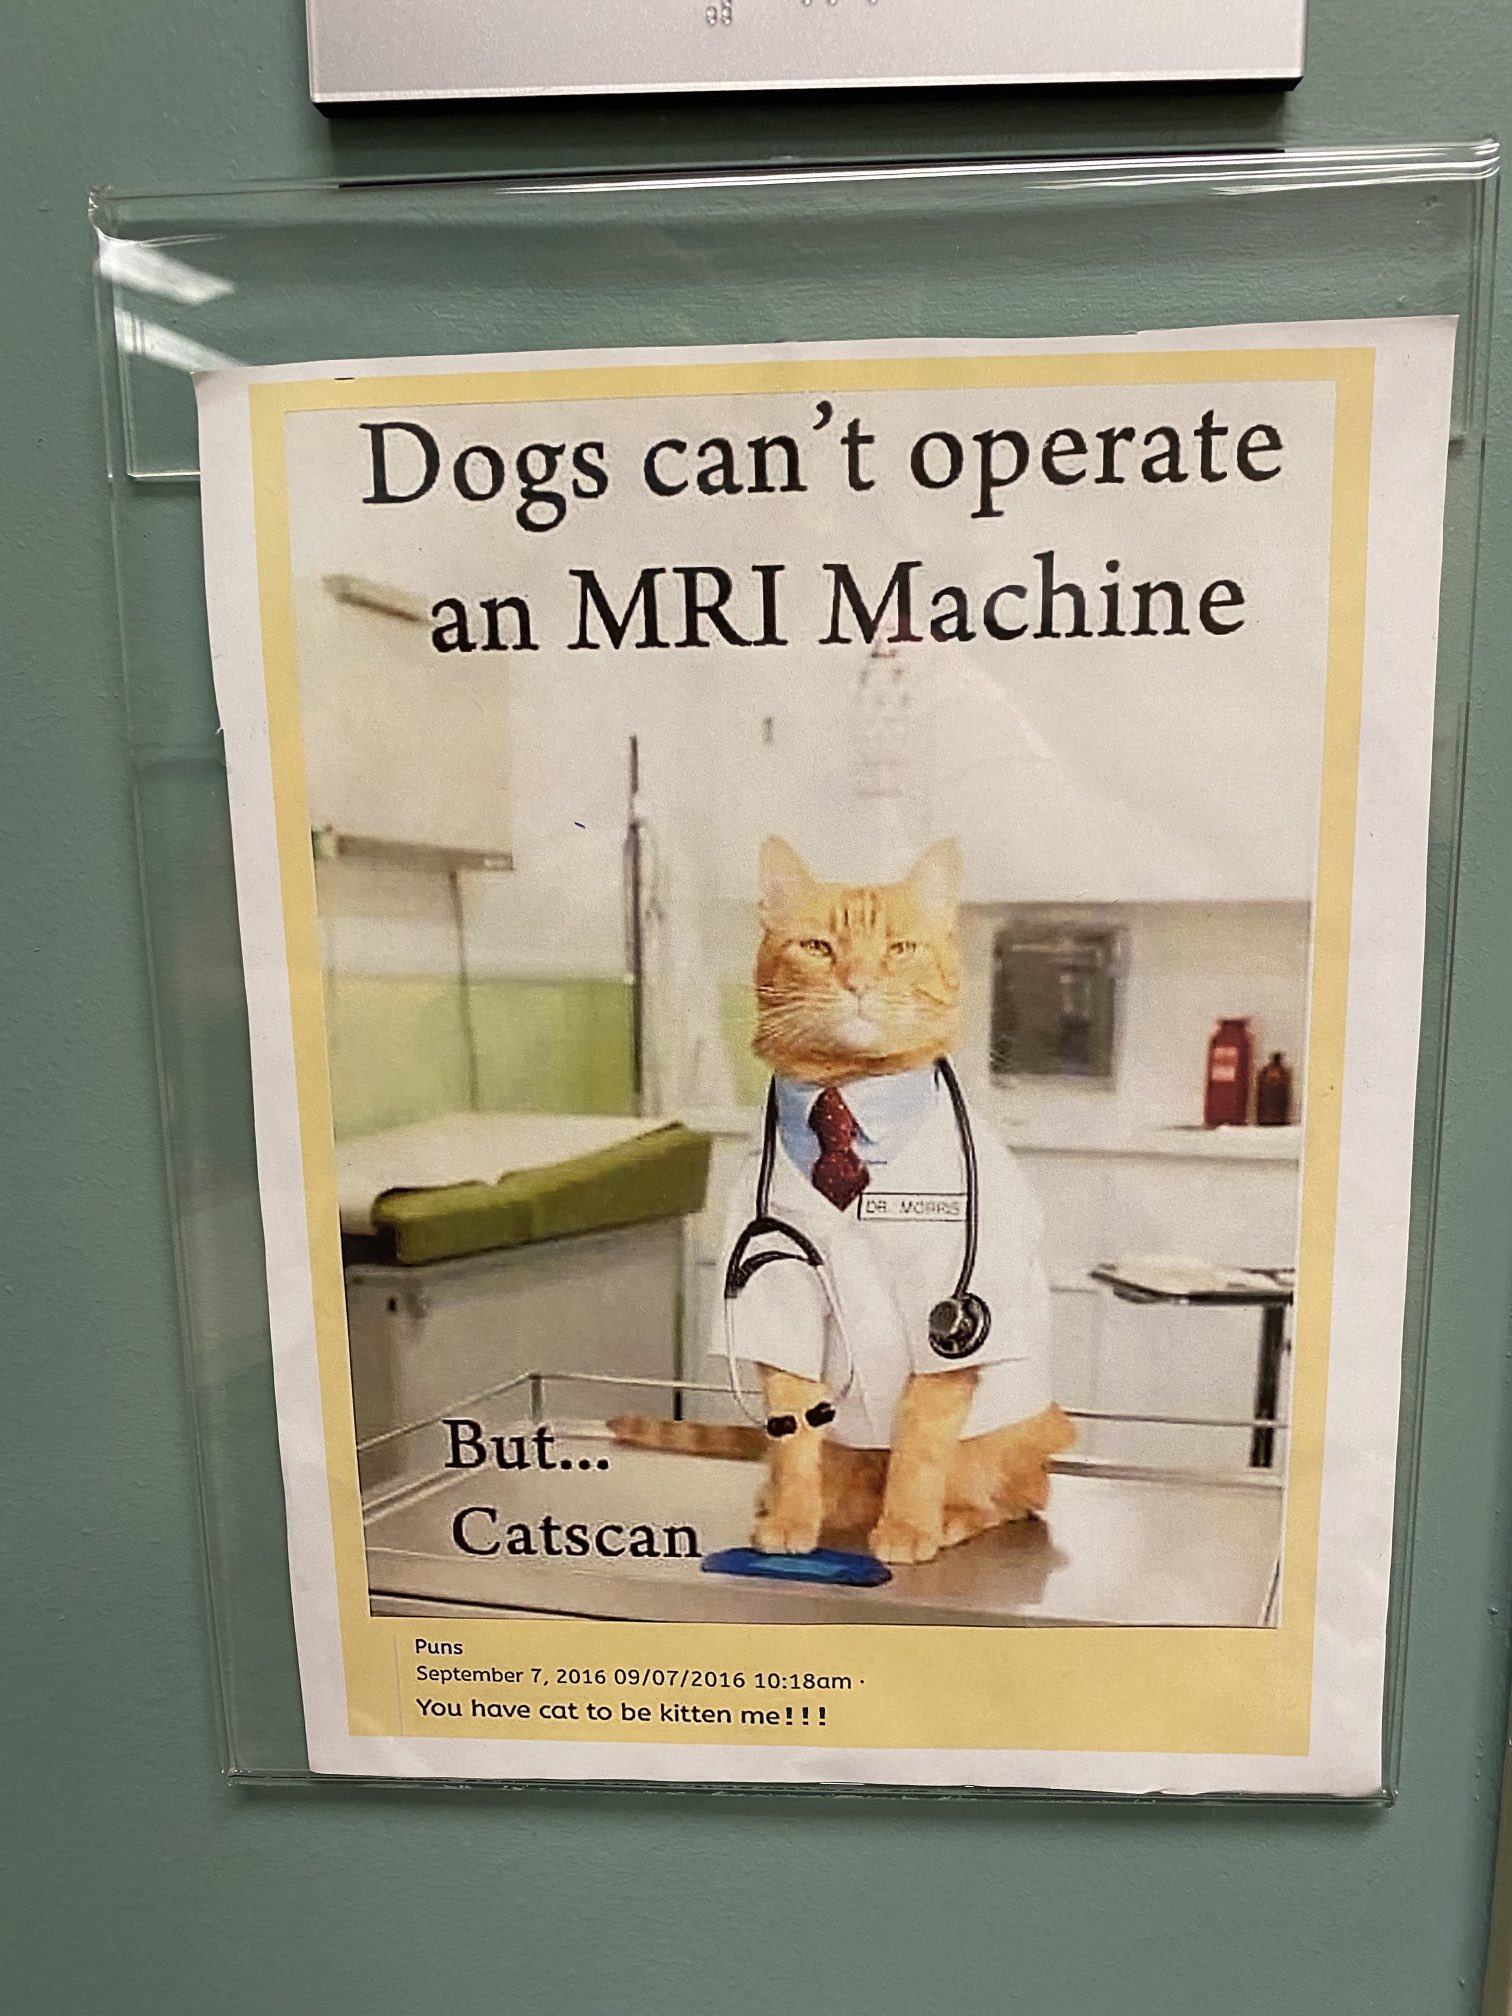 Dogs can't operate
an MRI Machine
DR. MORRIS
But...
Catscan
Puns
September 7, 2016 09/07/2016 10:18am ·
You have cat to be kitten me!!!